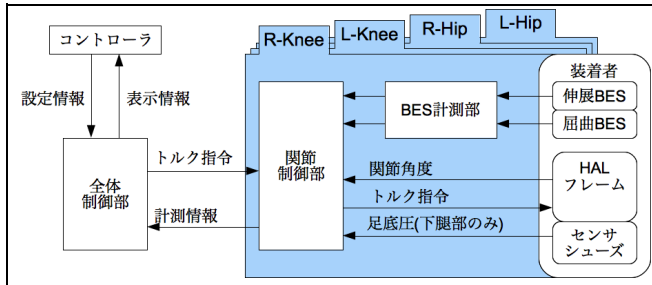 コントローラ
設定情報
表示情報
全体
制御部
トルク指令
計測情報
R-Knee
L-Knee
R-Hip
L-Hip
関節
制御部
BES計測部
関節角度
トルク指令
足底圧(下腿部のみ)
装着者
伸展BES
屈曲BES
HAL
フレーム
センサ
シューズ